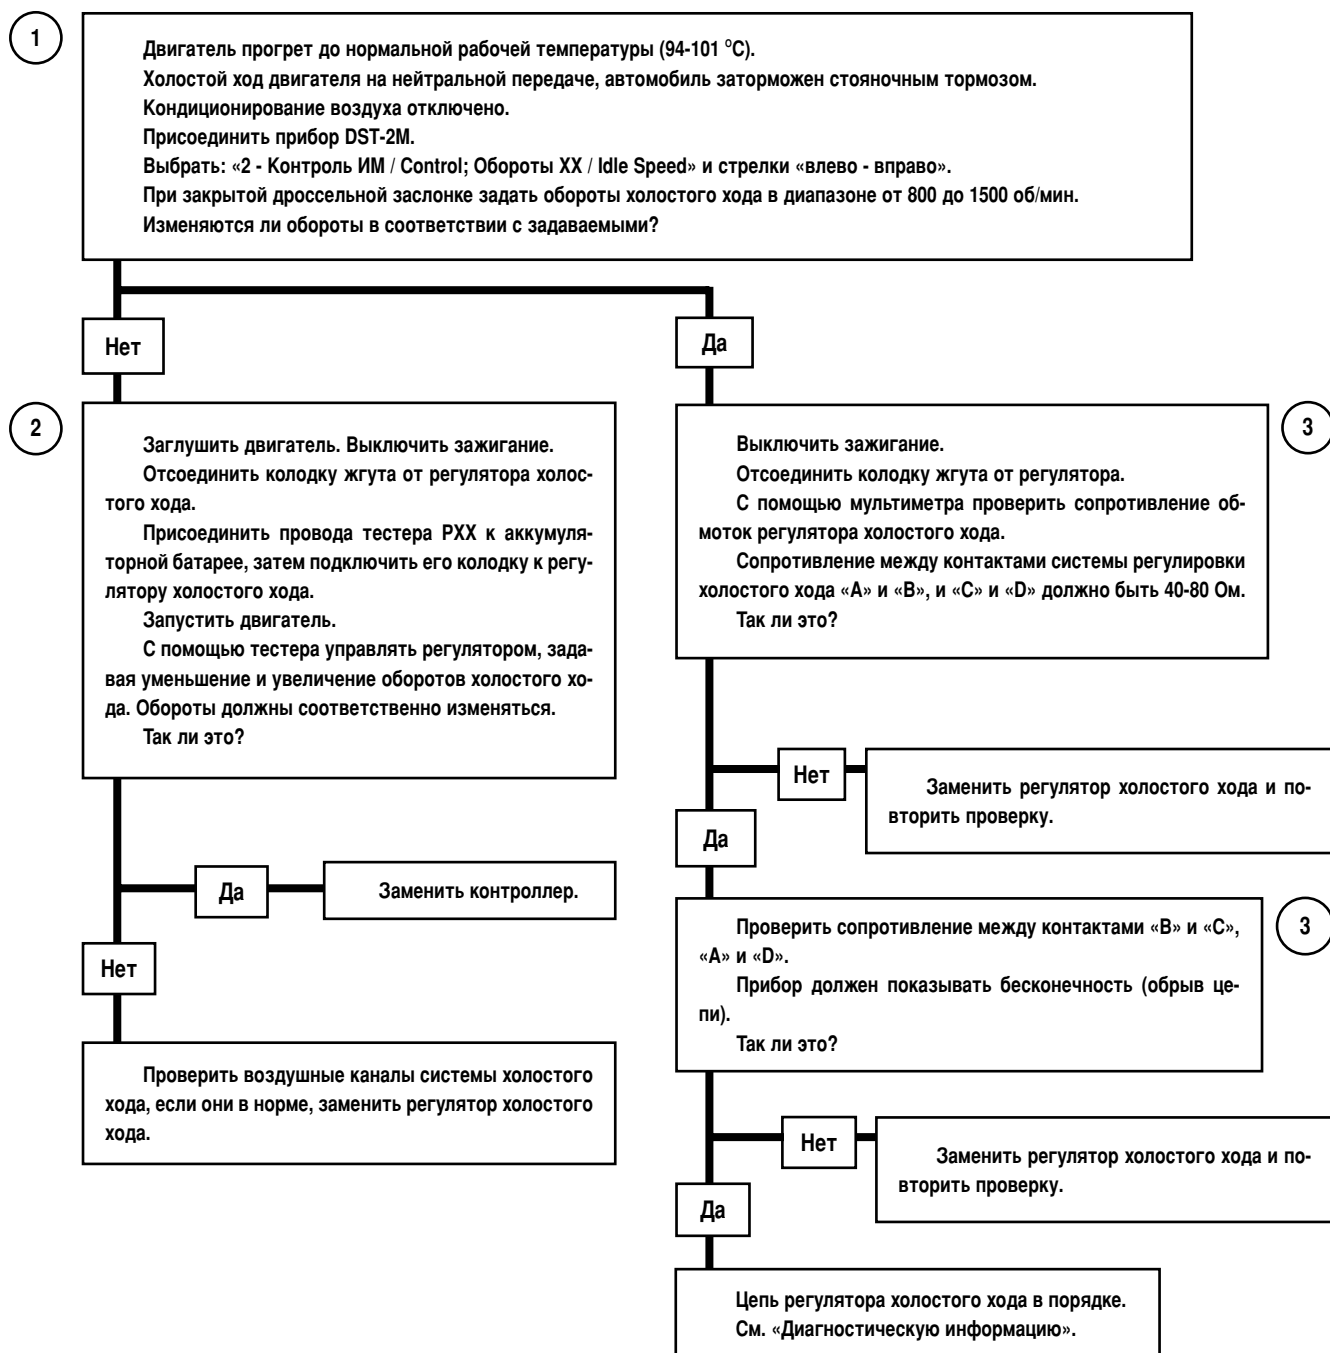 1
Двигатель прогрет до нормальной рабочей температуры (94-101 °С).
Холостой ход двигателя на нейтральной передаче, автомобиль заторможен стояночным тормозом.
Кондиционирование воздуха отключено.
Присоединить прибор DST-2M.
Выбрать: «2 - Контроль ИМ / Control; Обороты ХХ / Idle Speed» и стрелки «влево - вправо».
При закрытой дроссельной заслонке задать обороты холостого хода в диапазоне от 800 до 1500 об/мин.
Изменяются ли обороты в соответствии с задаваемыми?
Нет
Да
2
Заглушить двигатель. Выключить зажигание.
Отсоединить колодку жгута от регулятора холос-
того хода.
Присоединить провода тестера РХХ к аккумуля-
торной батарее, затем подключить его колодку к регу-
лятору холостого хода.
Запустить двигатель.
С помощью тестера управлять регулятором, зада-
вая уменьшение и увеличение оборотов холостого хо-
да. Обороты должны соответственно изменяться.
Так ли это?
3
Выключить зажигание.
Отсоединить колодку жгута от регулятора.
С помощью мультиметра проверить сопротивление об-
моток регулятора холостого хода.
Сопротивление между контактами системы регулировки
холостого хода «А» и «В», и «С» и «D» должно быть 40-80 Ом.
Так ли это?
Нет
Заменить регулятор холостого хода и по-
вторить проверку.
Да
Да
Заменить контроллер.
Нет
Проверить воздушные каналы системы холостого
хода, если они в норме, заменить регулятор холостого
хода.
3
Проверить сопротивление между контактами «В» и «С»,
«А» и «D».
Прибор должен показывать бесконечность (обрыв це-
пи).
Так ли это?
Нет
Заменить регулятор холостого хода и по-
вторить проверку.
Да
Цепь регулятора холостого хода в порядке.
См. «Диагностическую информацию».